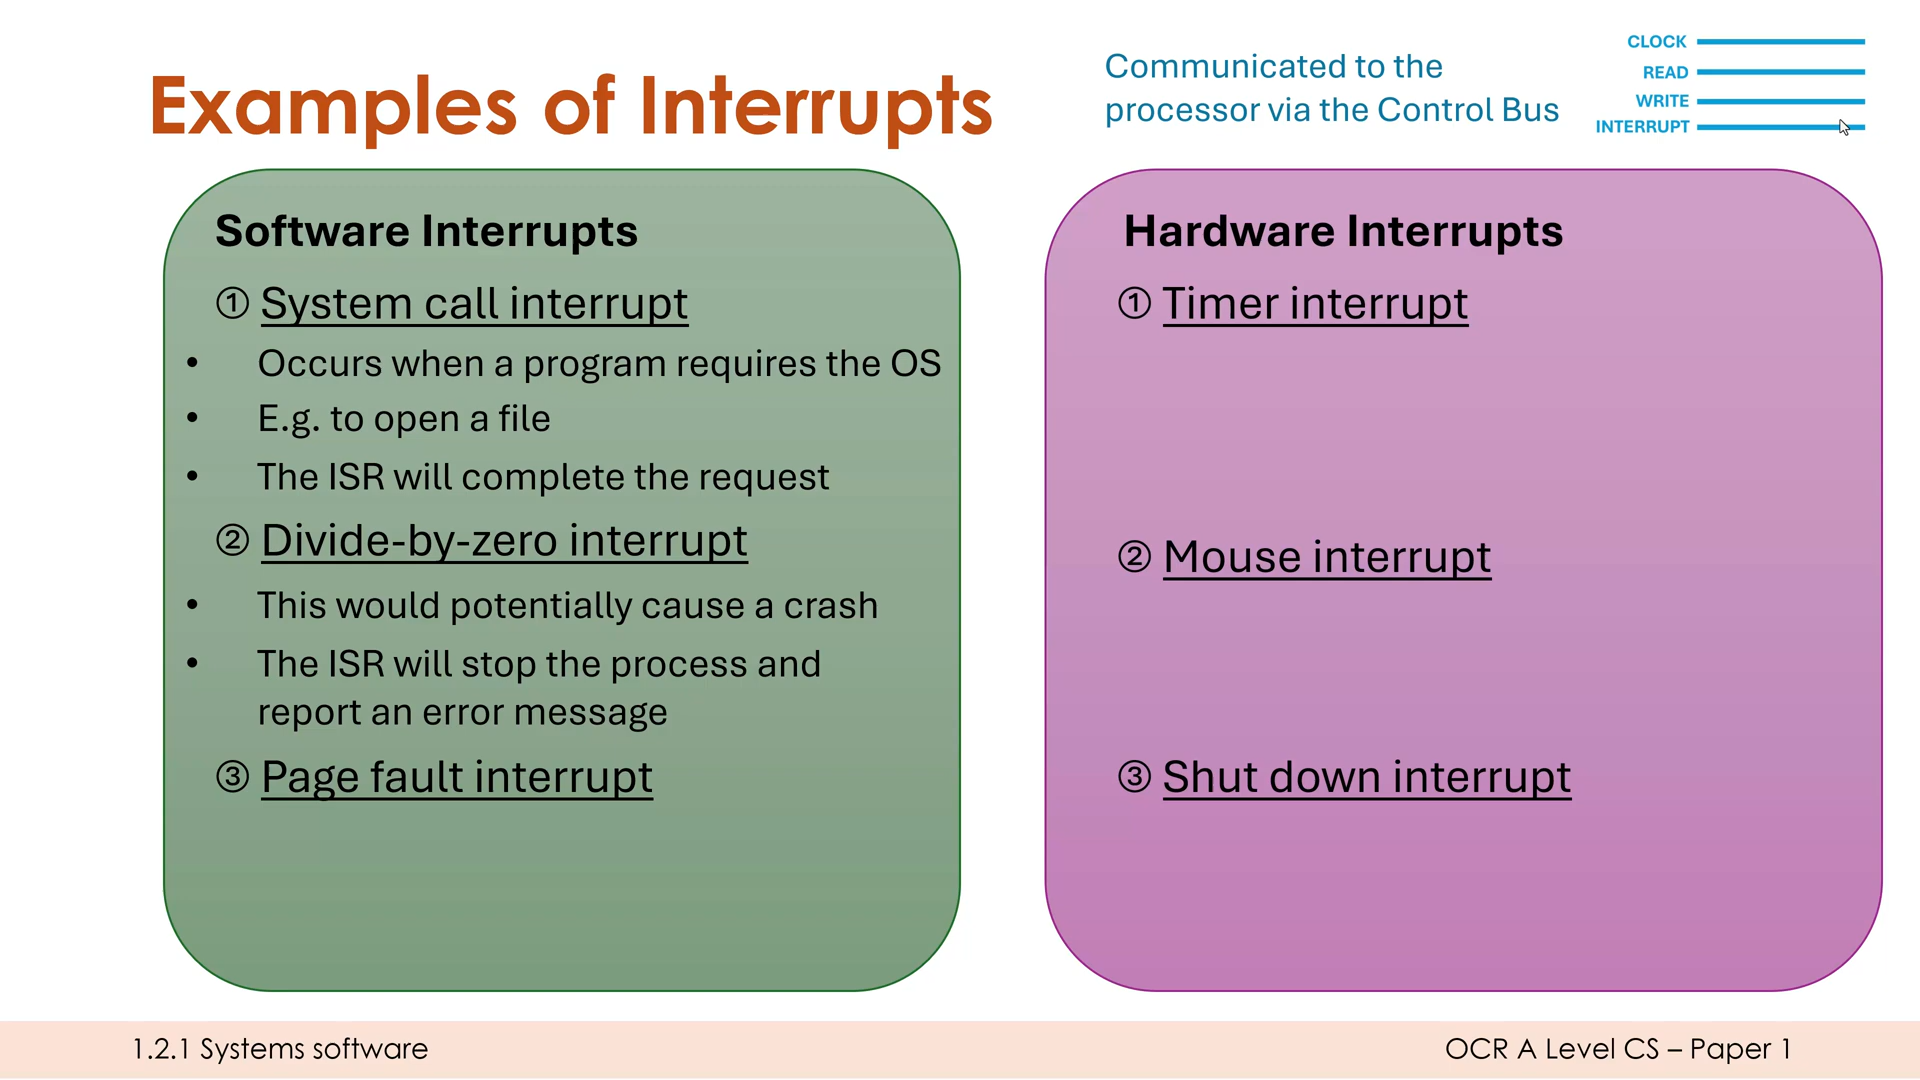 Examples of Interrupts
Communicated to the
processor via the Control Bus
CLOCK
READ
WRITE
INTERRUPT
Software Interrupts
① System call interrupt
• Occurs when a program requires the OS
• E.g. to open a file
• The ISR will complete the request
② Divide-by-zero interrupt
• This would potentially cause a crash
• The ISR will stop the process and
report an error message
③ Page fault interrupt
Hardware Interrupts
① Timer interrupt
② Mouse interrupt
③ Shut down interrupt
1.2.1 Systems software
OCR A Level CS – Paper 1